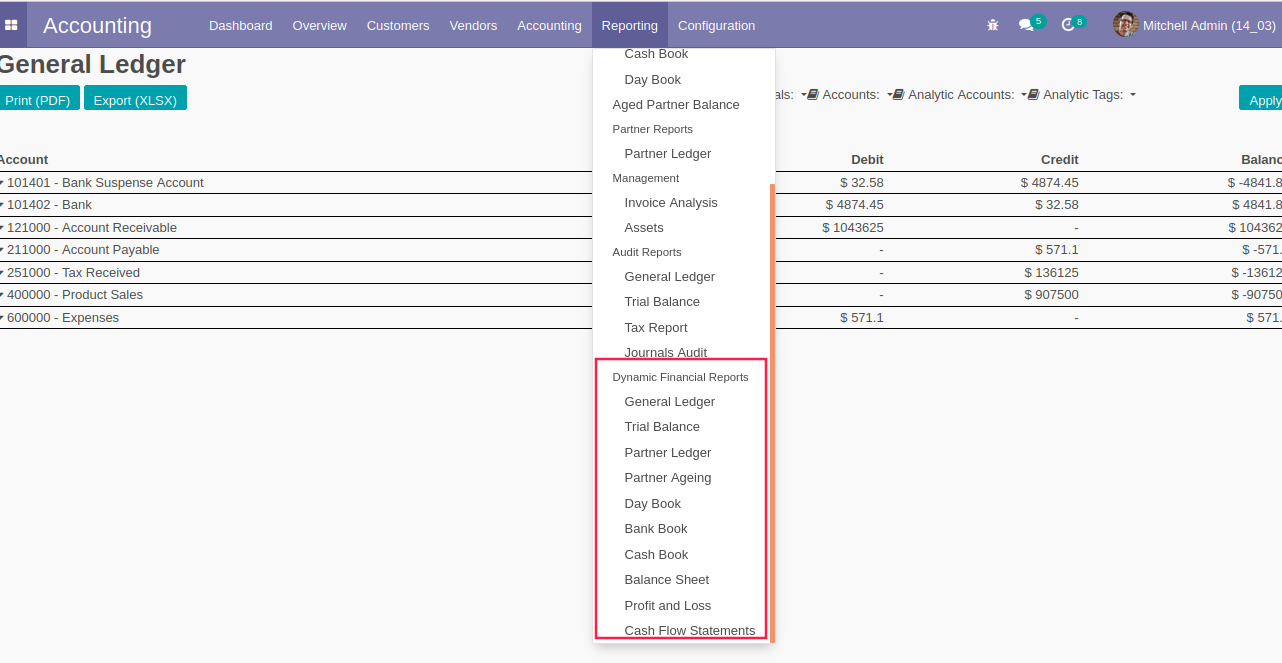 Accounting Dashboard Overview Customers Vendors Accounting Reporting Configuration 5 8 Mitchell Admin (14_03)
General Ledger
Print (PDF) Export (XLSX)
als: Accounts: Analytic Accounts: Analytic Tags: Apply
Account Debit Credit Balanc
101401 - Bank Suspense Account $ 32.58 $ 4874.45 $ -4841.8
101402 - Bank $ 4874.45 $ 32.58 $ 4841.8
121000 - Account Receivable $ 1043625 - $ 104362
211000 - Account Payable - $ 571.1 $ -571.
251000 - Tax Received - $ 136125 $ -13612
400000 - Product Sales - $ 907500 $ -90750
600000 - Expenses $ 571.1 - $ 571.
Cash Book
Day Book
Aged Partner Balance
Partner Reports
Partner Ledger
Management
Invoice Analysis
Assets
Audit Reports
General Ledger
Trial Balance
Tax Report
Journals Audit
Dynamic Financial Reports
General Ledger
Trial Balance
Partner Ledger
Partner Ageing
Day Book
Bank Book
Cash Book
Balance Sheet
Profit and Loss
Cash Flow Statements